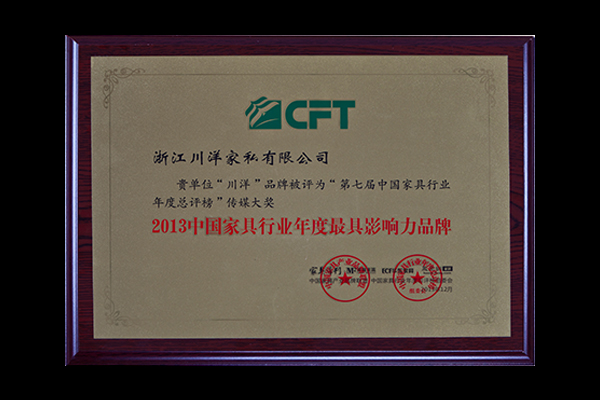 CFT
浙江川洋家私有限公司
贵单位“川洋”品牌被评为“第七届中国家具行业
年度总评榜”传媒大奖
2013中国家具行业年度最具影响力品牌